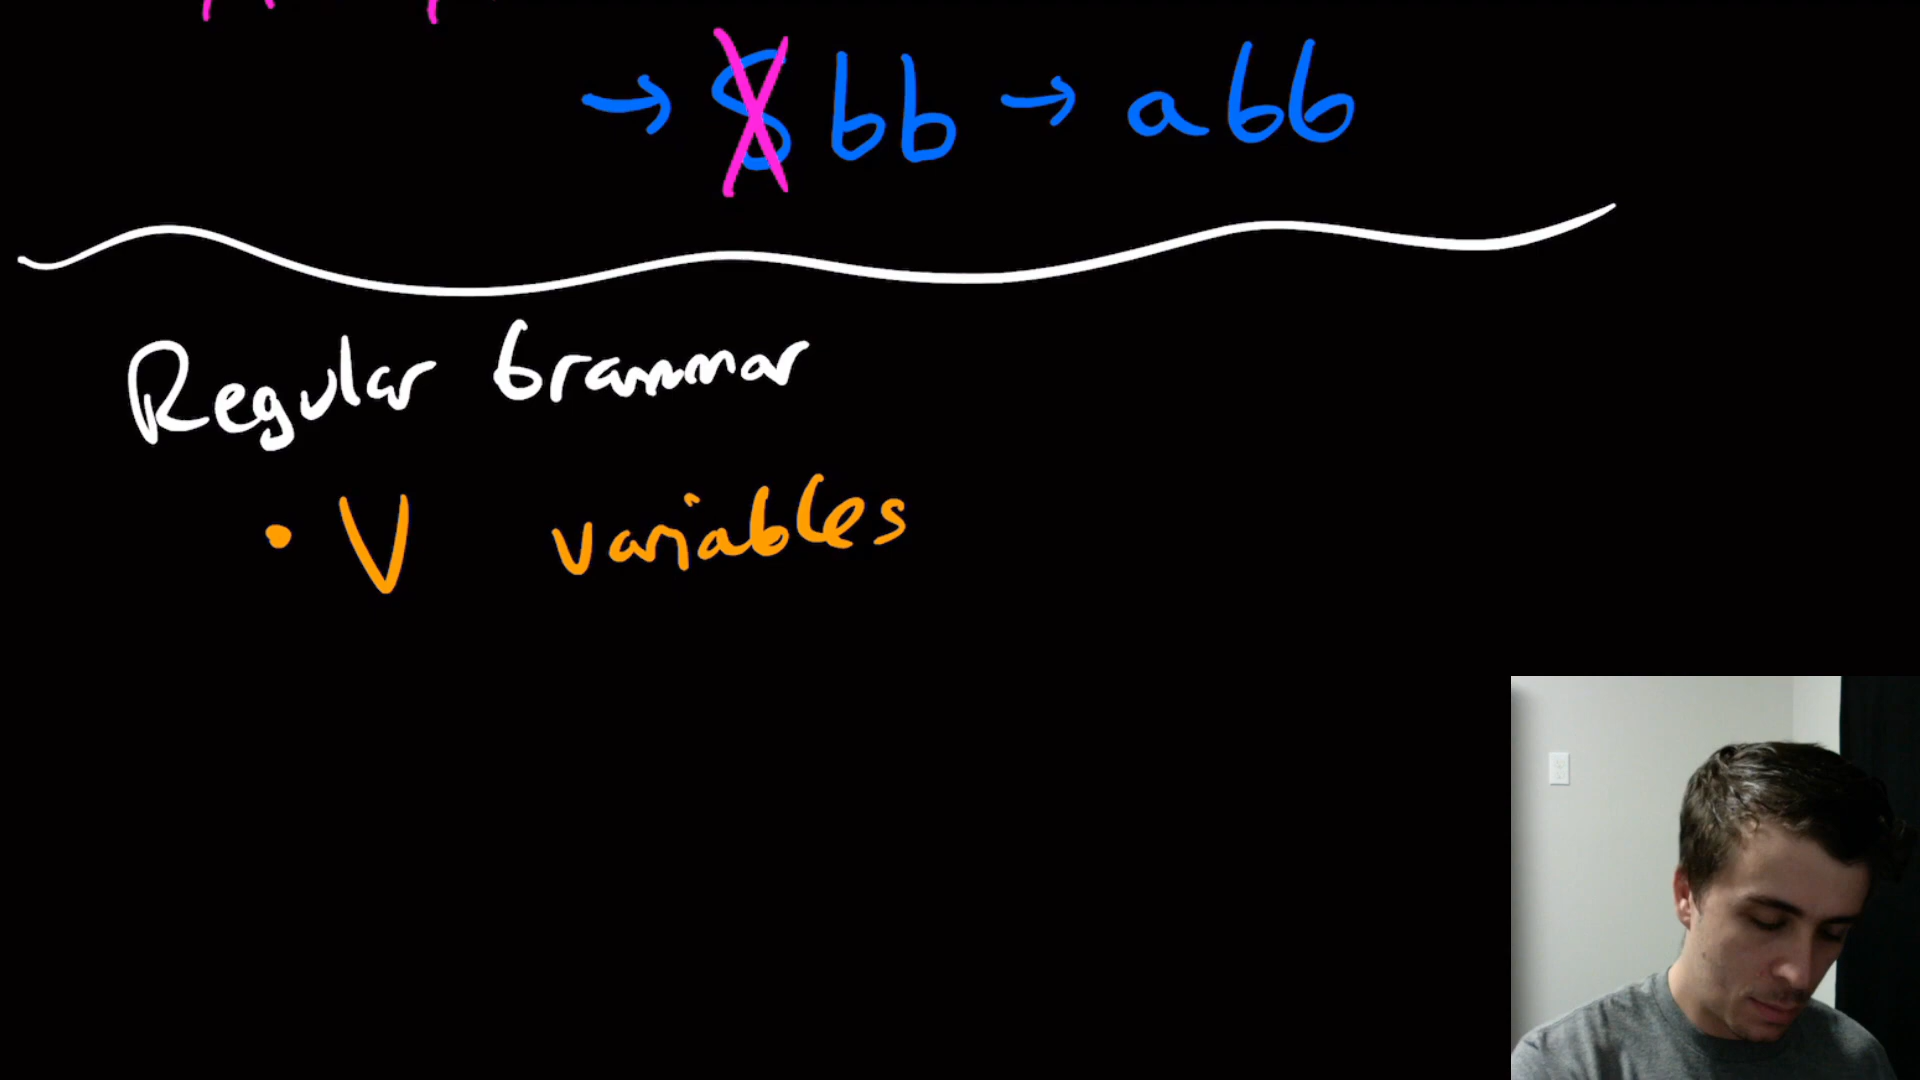 → S bb → abb
Regular Grammar
• V variables